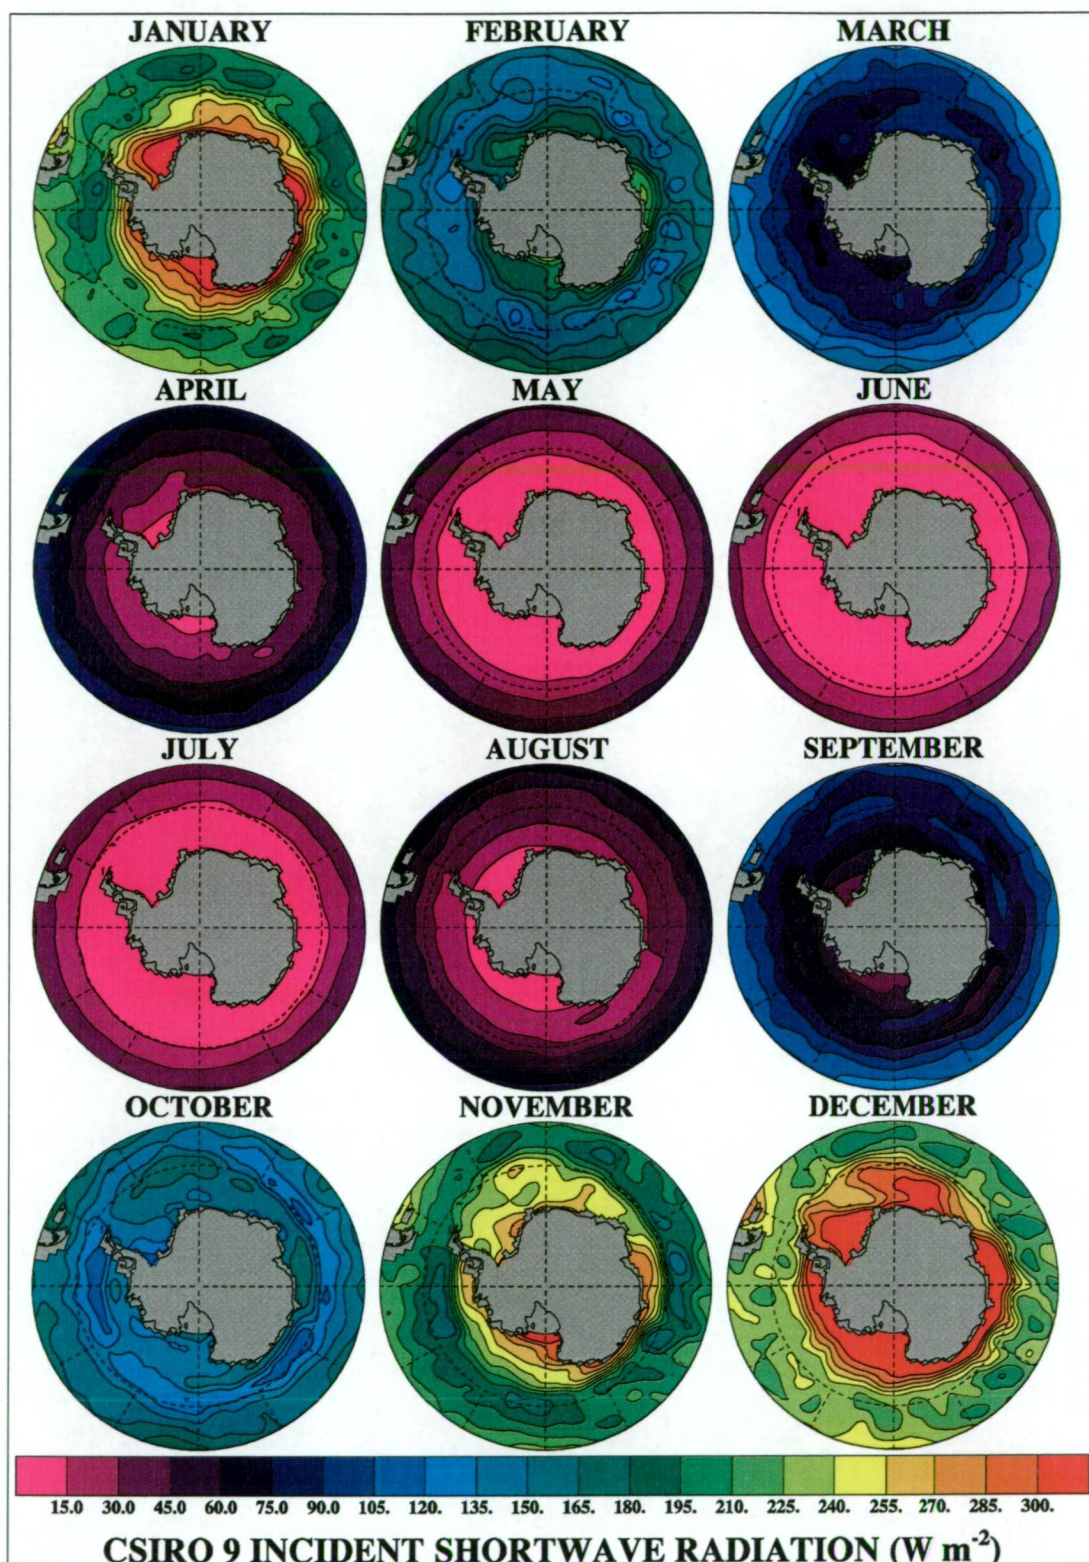 JANUARY FEBRUARY MARCH
APRIL MAY JUNE
JULY AUGUST SEPTEMBER
OCTOBER NOVEMBER DECEMBER
15.0 30.0 45.0 60.0 75.0 90.0 105. 120. 135. 150. 165. 180. 195. 210. 225. 240. 255. 270. 285. 300.
CSIRO 9 INCIDENT SHORTWAVE RADIATION (W m⁻²)